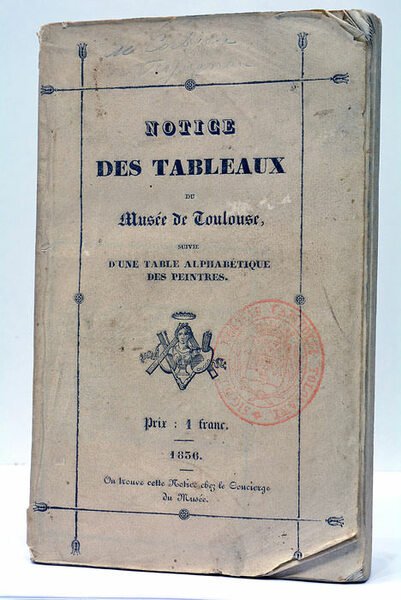 NOTICE
DES TABLEAUX
DU
Musée de Toulouse,
SUIVIE
D'UNE TABLE ALPHABÉTIQUE
DES PEINTRES.
Prix : 1 franc.
1836.
On trouve cette Notice chez le Concierge
du Musée.